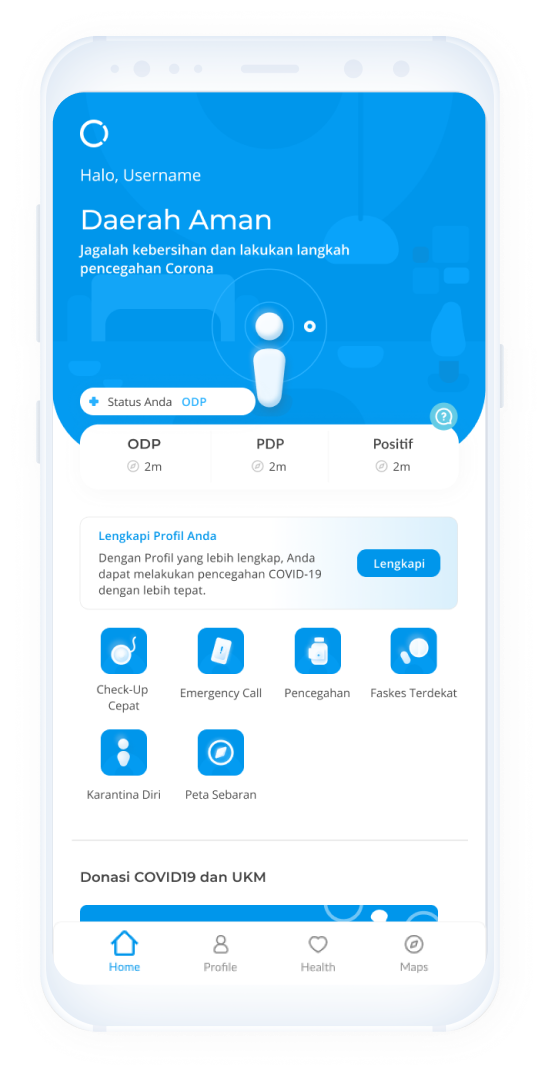 Halo, Username
Daerah Aman
Jagalah kebersihan dan lakukan langkah
pencegahan Corona
Status Anda ODP
ODP PDP Positif
2m 2m 2m
Lengkapi Profil Anda
Dengan Profil yang lebih lengkap, Anda
dapat melakukan pencegahan COVID-19
dengan lebih tepat.
Lengkapi
Check-Up
Cepat
Emergency Call
Pencegahan
Faskes Terdekat
Karantina Diri
Peta Sebaran
Donasi COVID19 dan UKM
Home Profile Health Maps